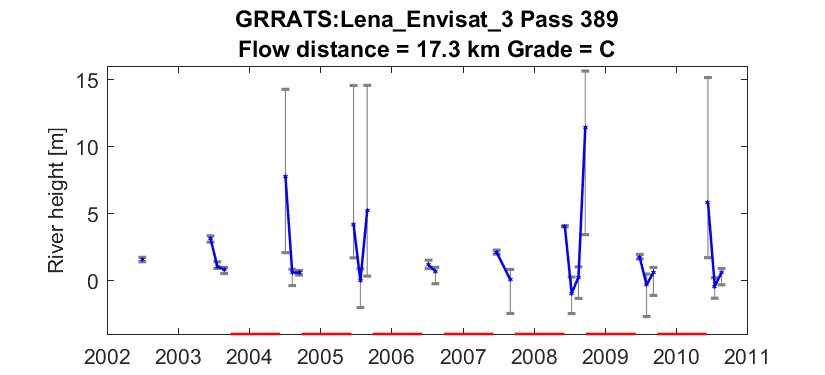 GRRATS:Lena_Envisat_3 Pass 389
Flow distance = 17.3 km Grade = C
River height [m]
15
10
5
0
2002 2003 2004 2005 2006 2007 2008 2009 2010 2011